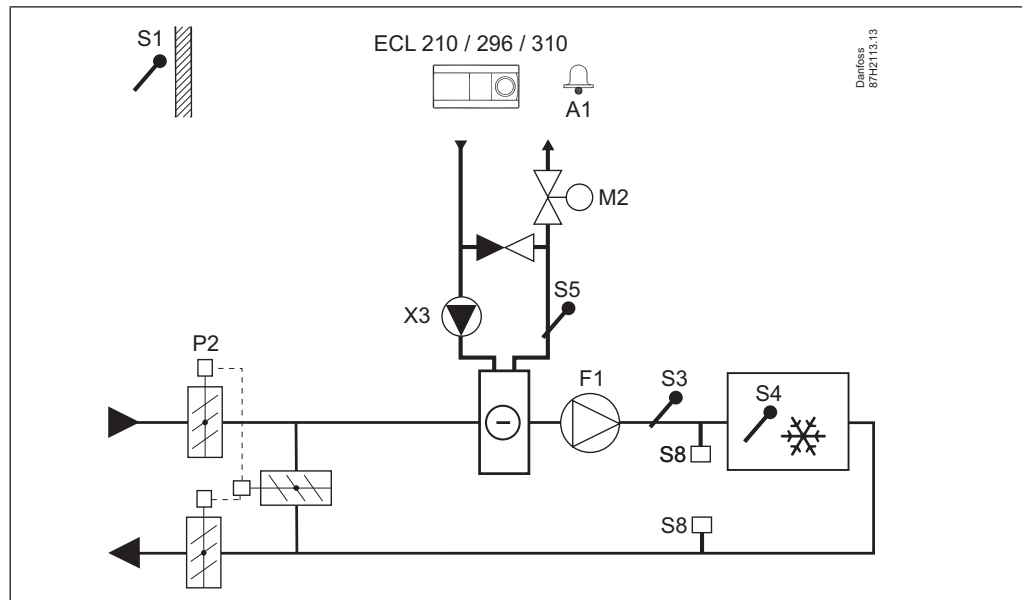 S1
ECL 210 / 296 / 310
A1
Danfoss
87H2113.13
M2
S5
X3
P2
F1
S3
S4
S8
S8